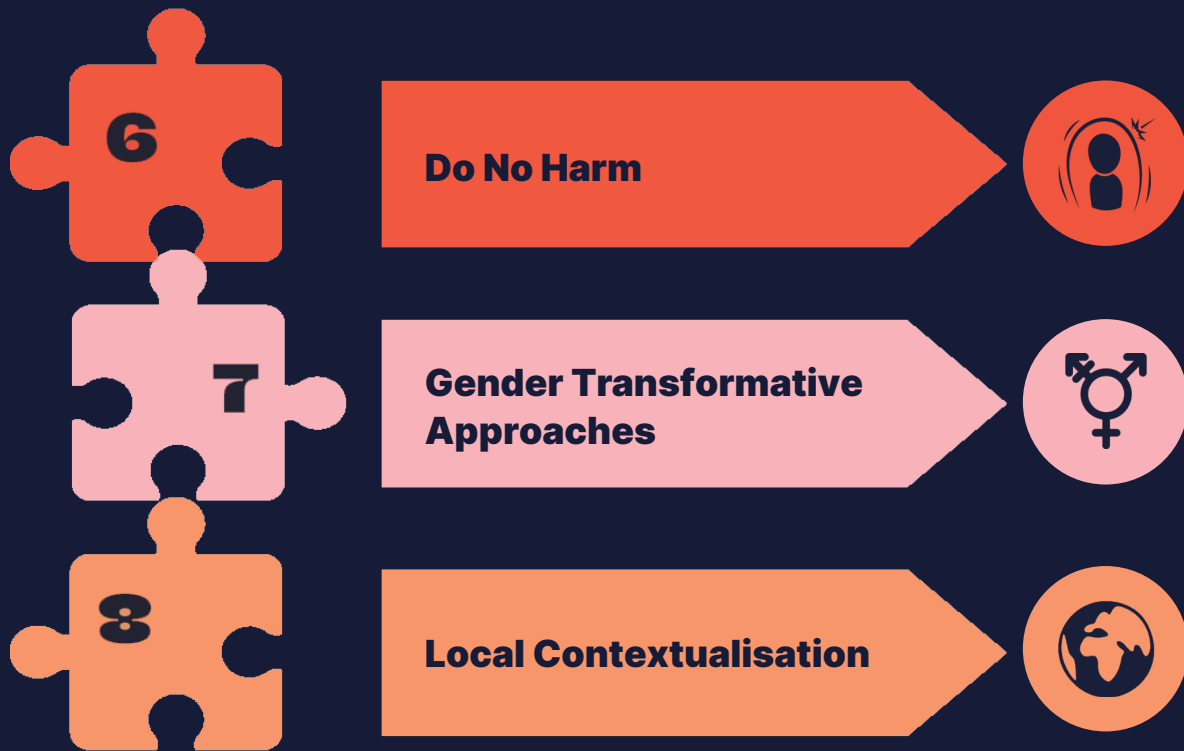 6
Do No Harm
7
Gender Transformative
Approaches
8
Local Contextualisation